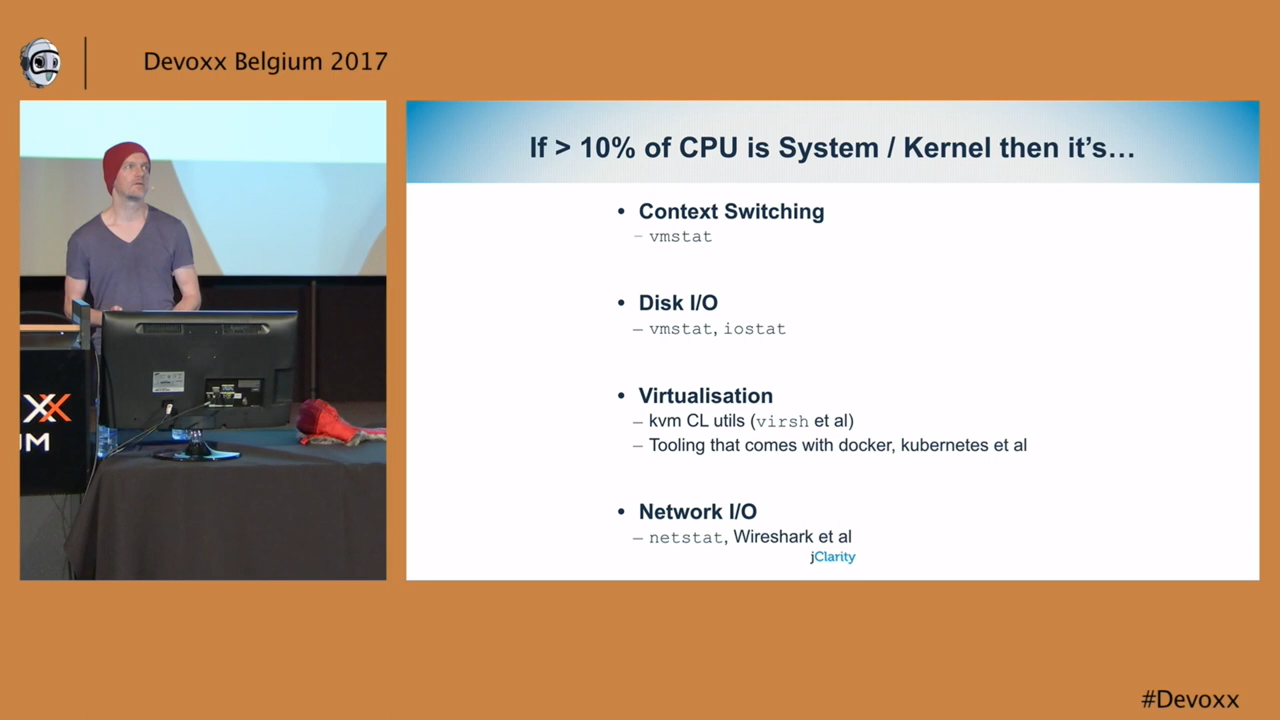 Devoxx Belgium 2017
If > 10% of CPU is System / Kernel then it's…
• Context Switching
– vmstat
• Disk I/O
– vmstat, iostat
• Virtualisation
– kvm CL utils (virsh et al)
– Tooling that comes with docker, kubernetes et al
• Network I/O
– netstat, Wireshark et al
jClarity
XX
UM
#Devoxx